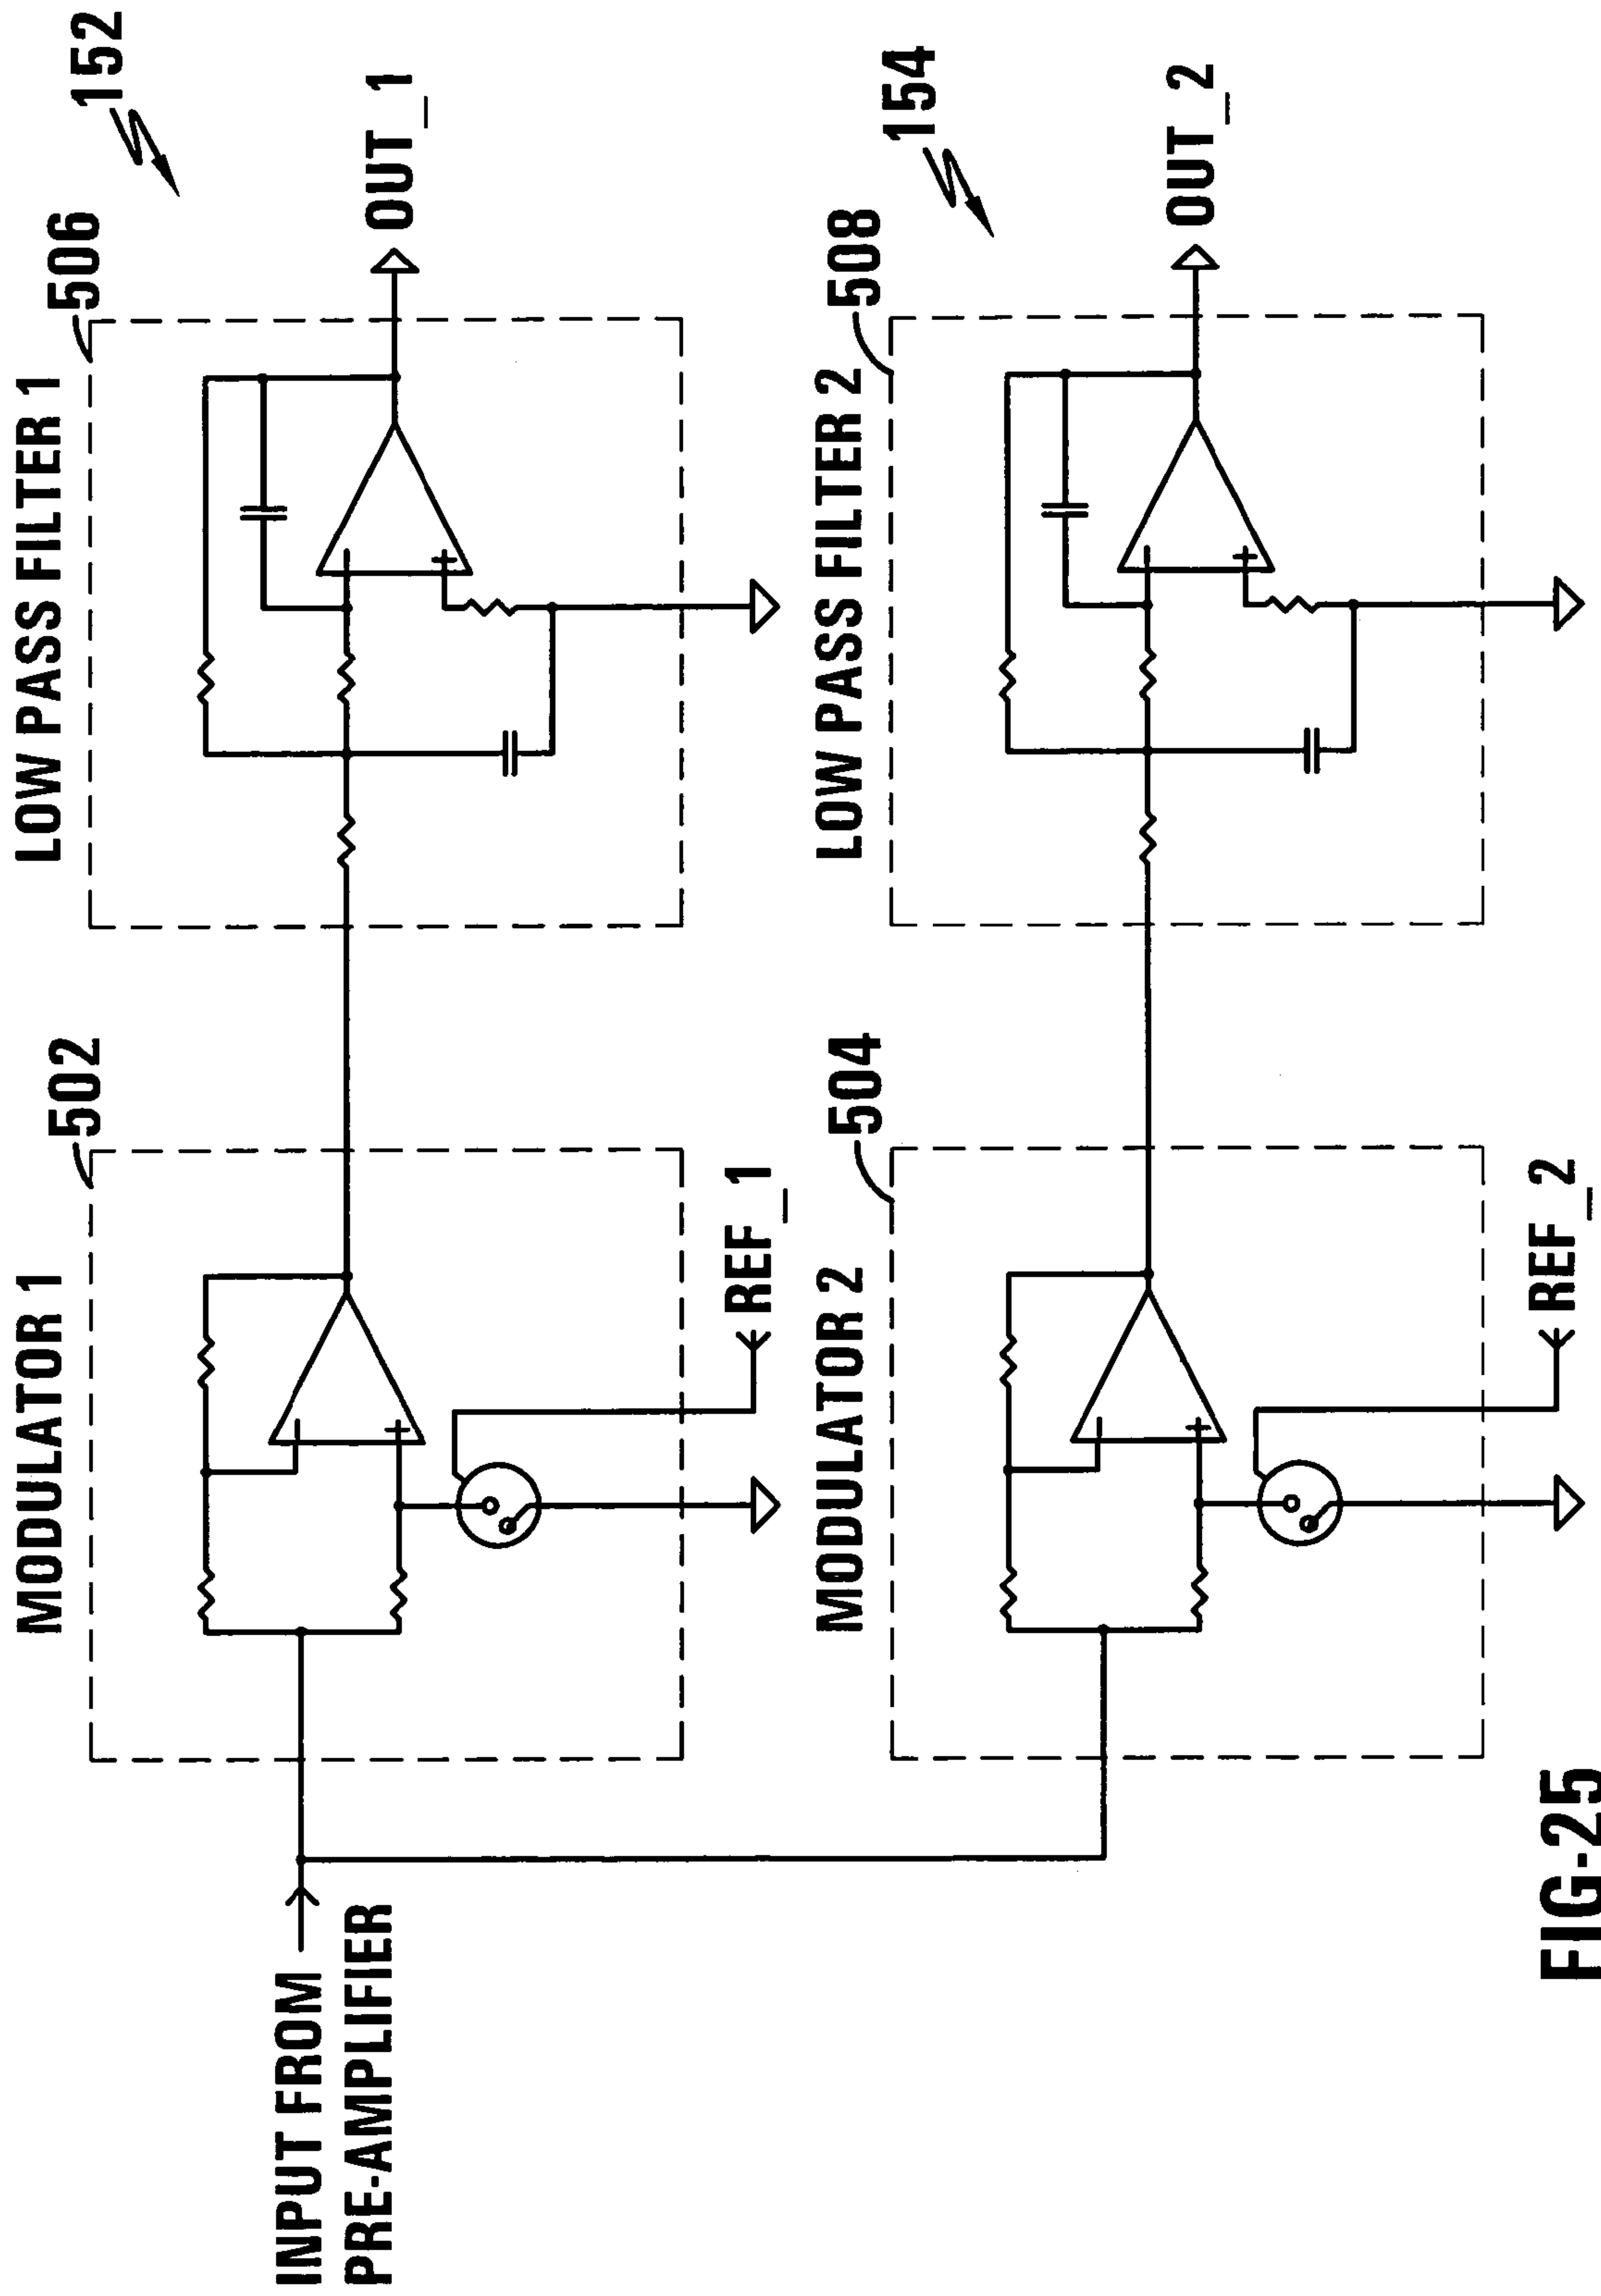 152
506
LOW PASS FILTER 1
OUT_1
502
MODULATOR 1
REF_1
INPUT FROM
PRE-AMPLIFIER
154
508
LOW PASS FILTER 2
OUT_2
504
MODULATOR 2
REF_2
FIG-25